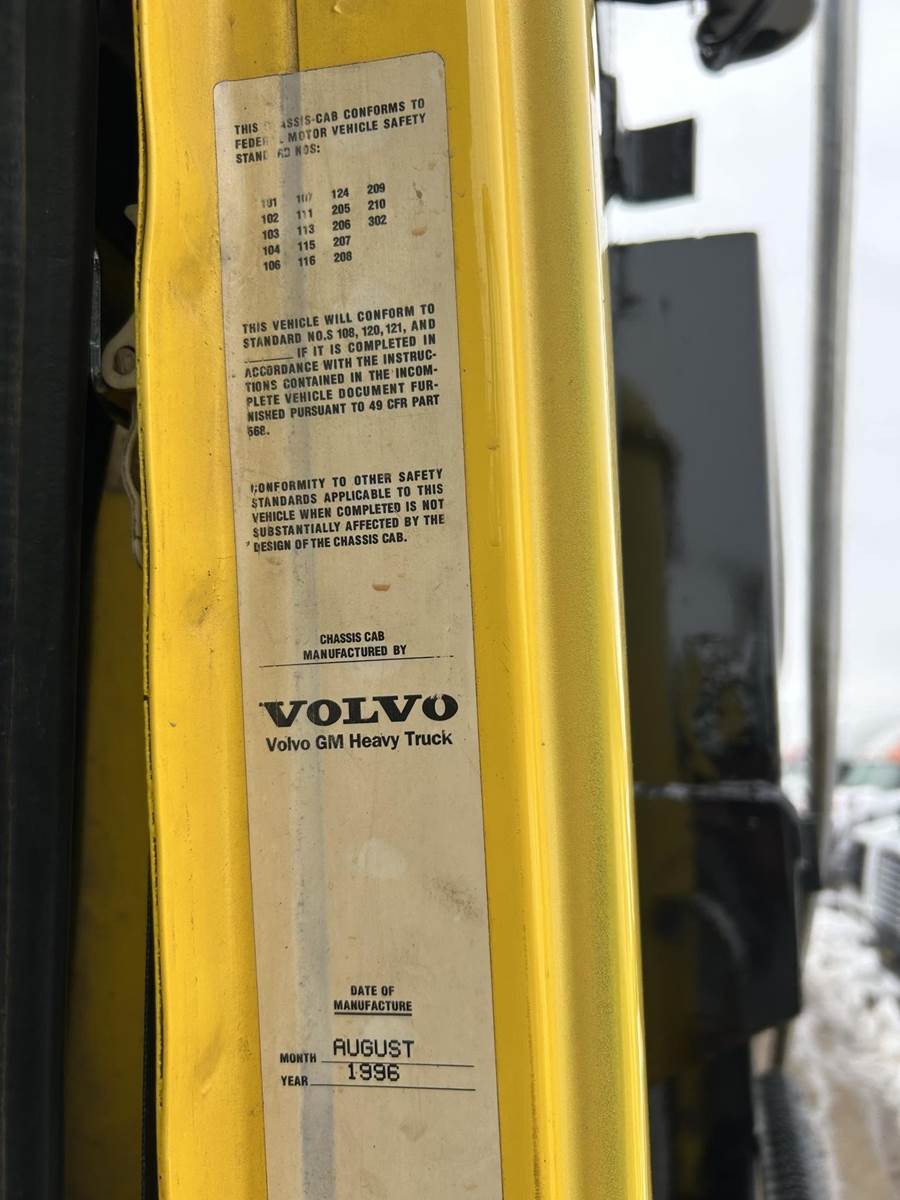 THIS CHASSIS-CAB CONFORMS TO
FEDERAL MOTOR VEHICLE SAFETY
STANDARD NOS:
101 107 124 209
102 111 205 210
103 113 206 302
104 115 207
106 116 208
THIS VEHICLE WILL CONFORM TO
STANDARD NO.S 108, 120, 121, AND
________ IF IT IS COMPLETED IN
ACCORDANCE WITH THE INSTRUC-
TIONS CONTAINED IN THE INCOM-
PLETE VEHICLE DOCUMENT FUR-
NISHED PURSUANT TO 49 CFR PART
568.
CONFORMITY TO OTHER SAFETY
STANDARDS APPLICABLE TO THIS
VEHICLE WHEN COMPLETED IS NOT
SUBSTANTIALLY AFFECTED BY THE
DESIGN OF THE CHASSIS CAB.
CHASSIS CAB
MANUFACTURED BY
VOLVO
Volvo GM Heavy Truck
DATE OF
MANUFACTURE
MONTH AUGUST
YEAR 1996